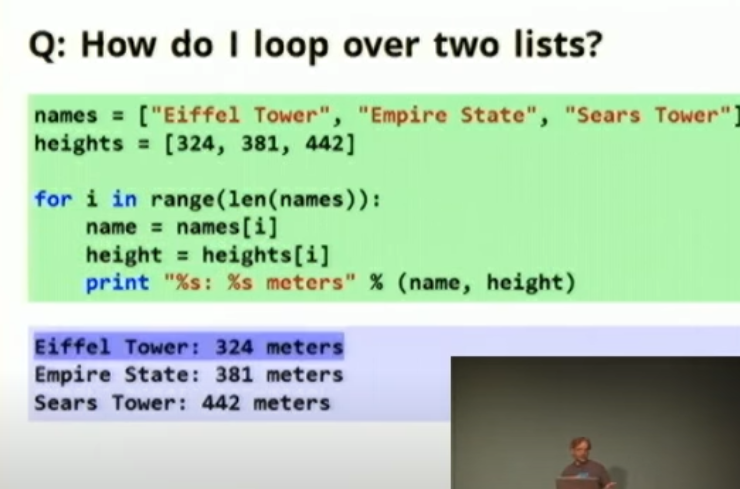 Q: How do I loop over two lists?
names = ["Eiffel Tower", "Empire State", "Sears Tower"]
heights = [324, 381, 442]
for i in range(len(names)):
    name = names[i]
    height = heights[i]
    print "%s: %s meters" % (name, height)
Eiffel Tower: 324 meters
Empire State: 381 meters
Sears Tower: 442 meters